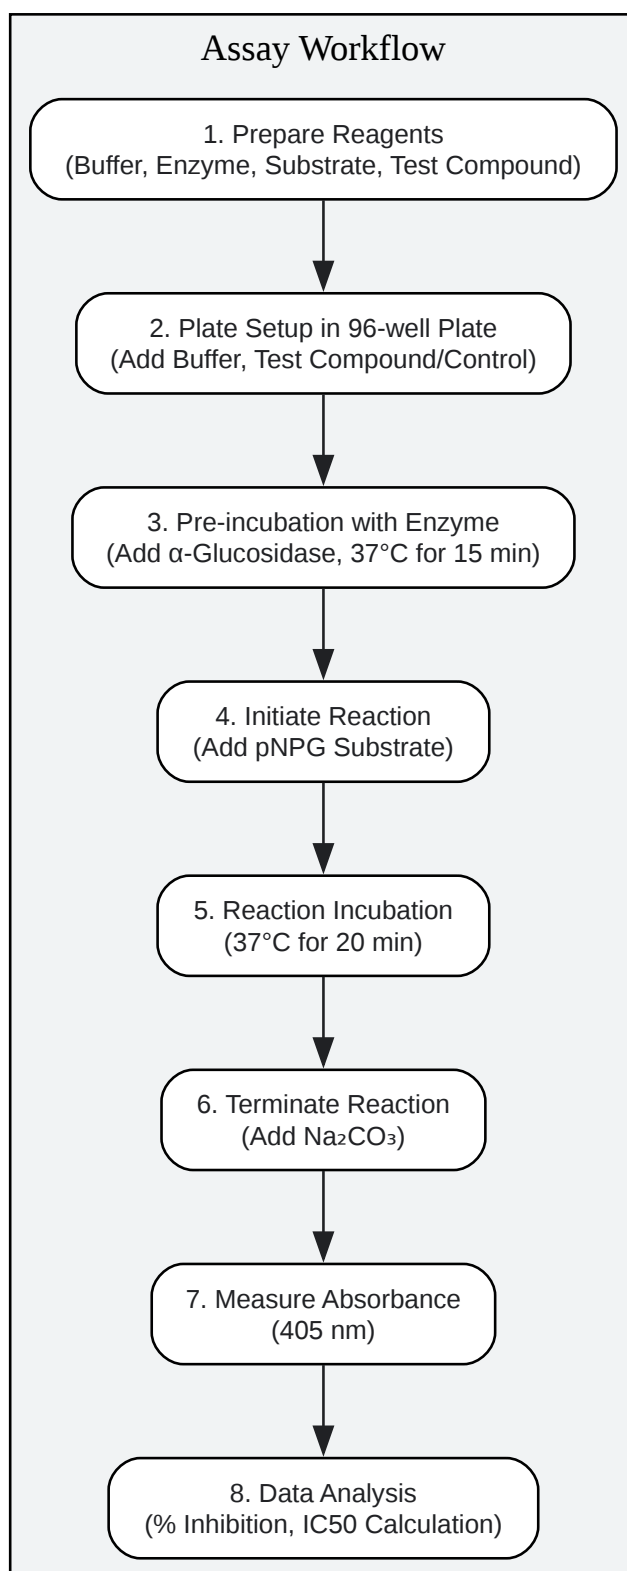 Assay Workflow
1. Prepare Reagents
(Buffer, Enzyme, Substrate, Test Compound)
2. Plate Setup in 96-well Plate
(Add Buffer, Test Compound/Control)
3. Pre-incubation with Enzyme
(Add α-Glucosidase, 37°C for 15 min)
4. Initiate Reaction
(Add pNPG Substrate)
5. Reaction Incubation
(37°C for 20 min)
6. Terminate Reaction
(Add Na₂CO₃)
7. Measure Absorbance
(405 nm)
8. Data Analysis
(% Inhibition, IC50 Calculation)